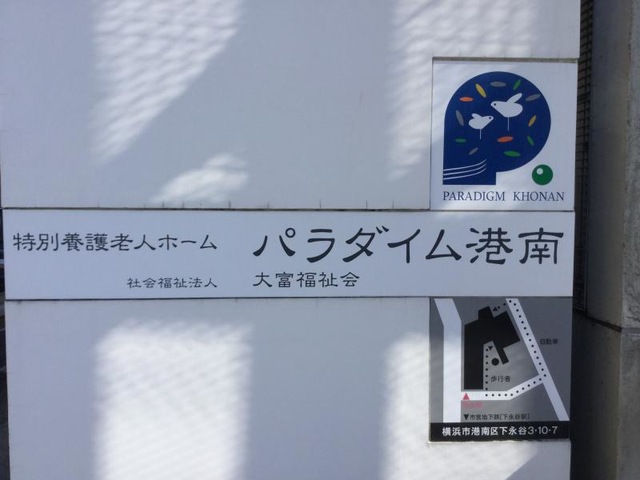 PARADIGM KHONAN
特別養護老人ホーム パラダイム港南
社会福祉法人 大富福祉会
自動車
歩行者
▼市営地下鉄「下永谷駅」
横浜市港南区下永谷3-10-7